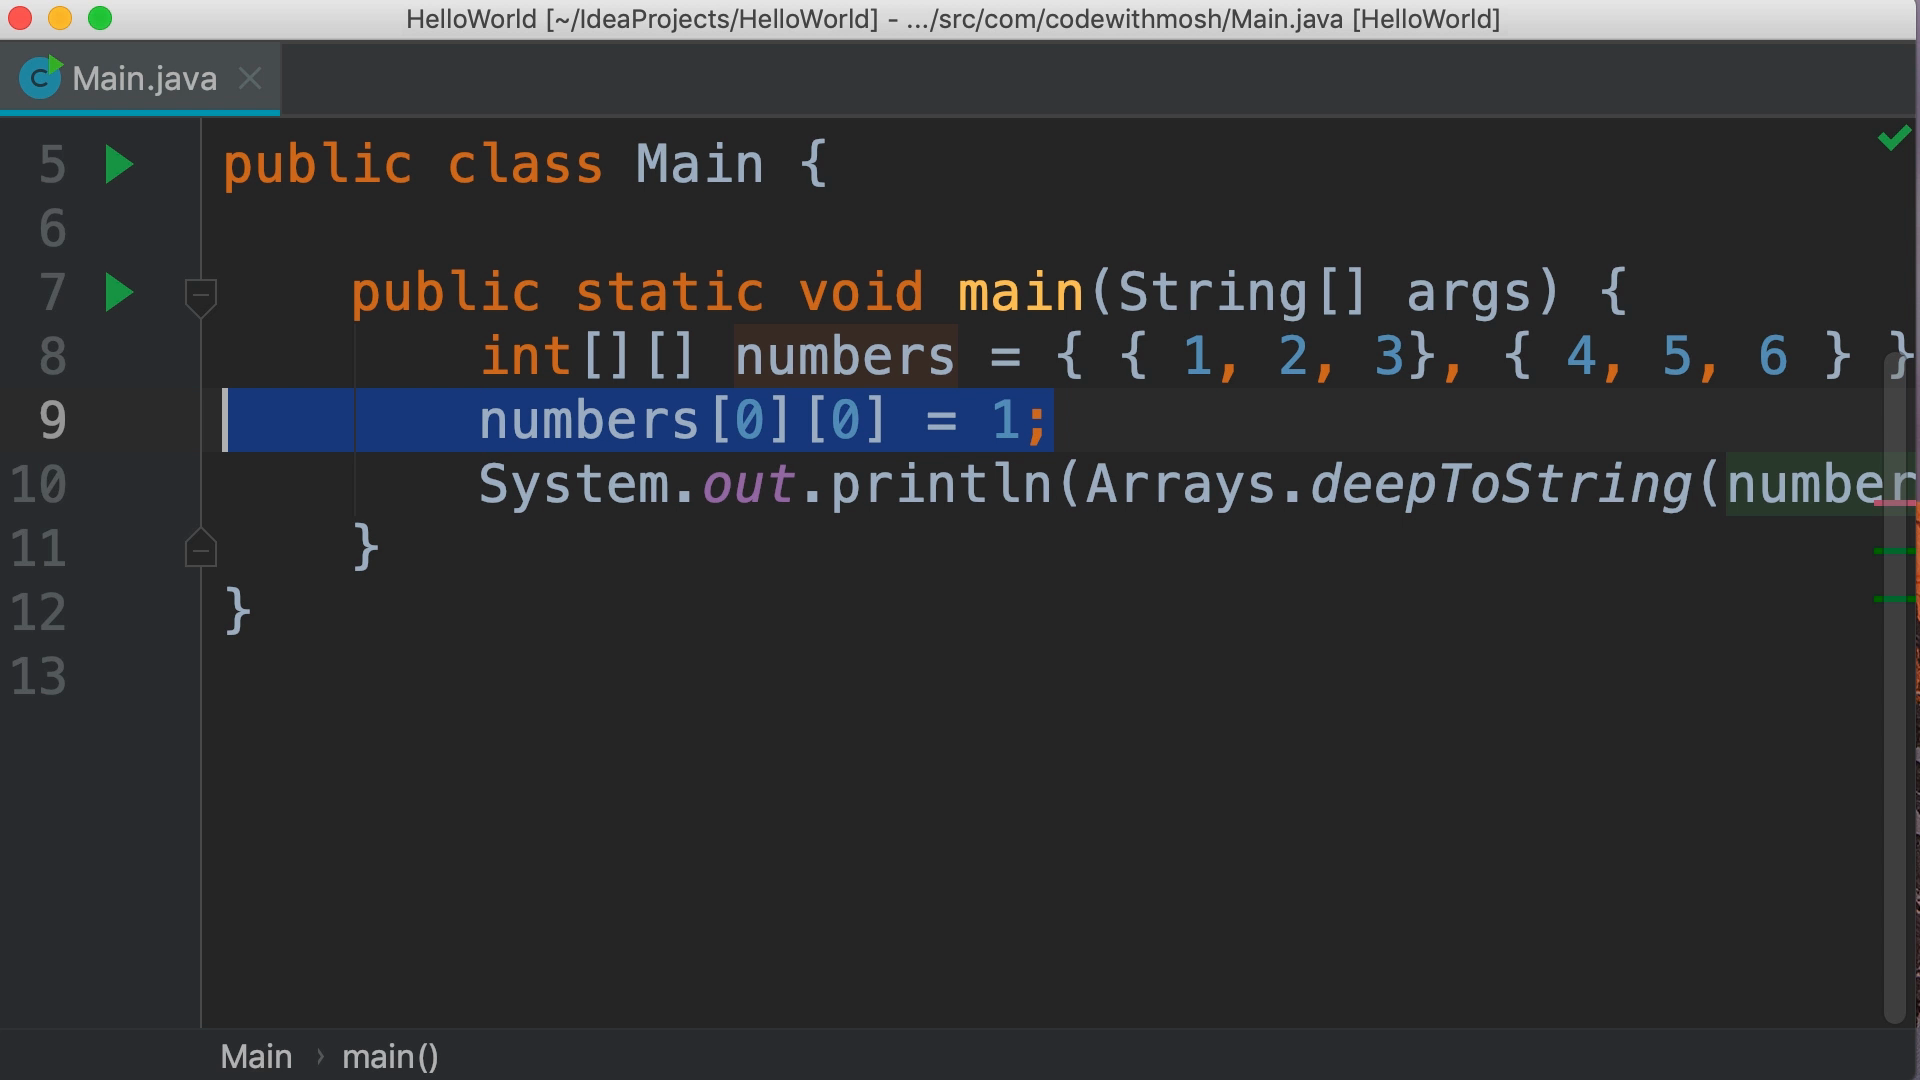 HelloWorld [~/IdeaProjects/HelloWorld] - .../src/com/codewithmosh/Main.java [HelloWorld]
Main.java
5 public class Main {
6
7 public static void main(String[] args) {
8 int[][] numbers = { { 1, 2, 3}, { 4, 5, 6 } }
9 numbers[0][0] = 1;
10 System.out.println(Arrays.deepToString(number
11 }
12 }
13
Main › main()